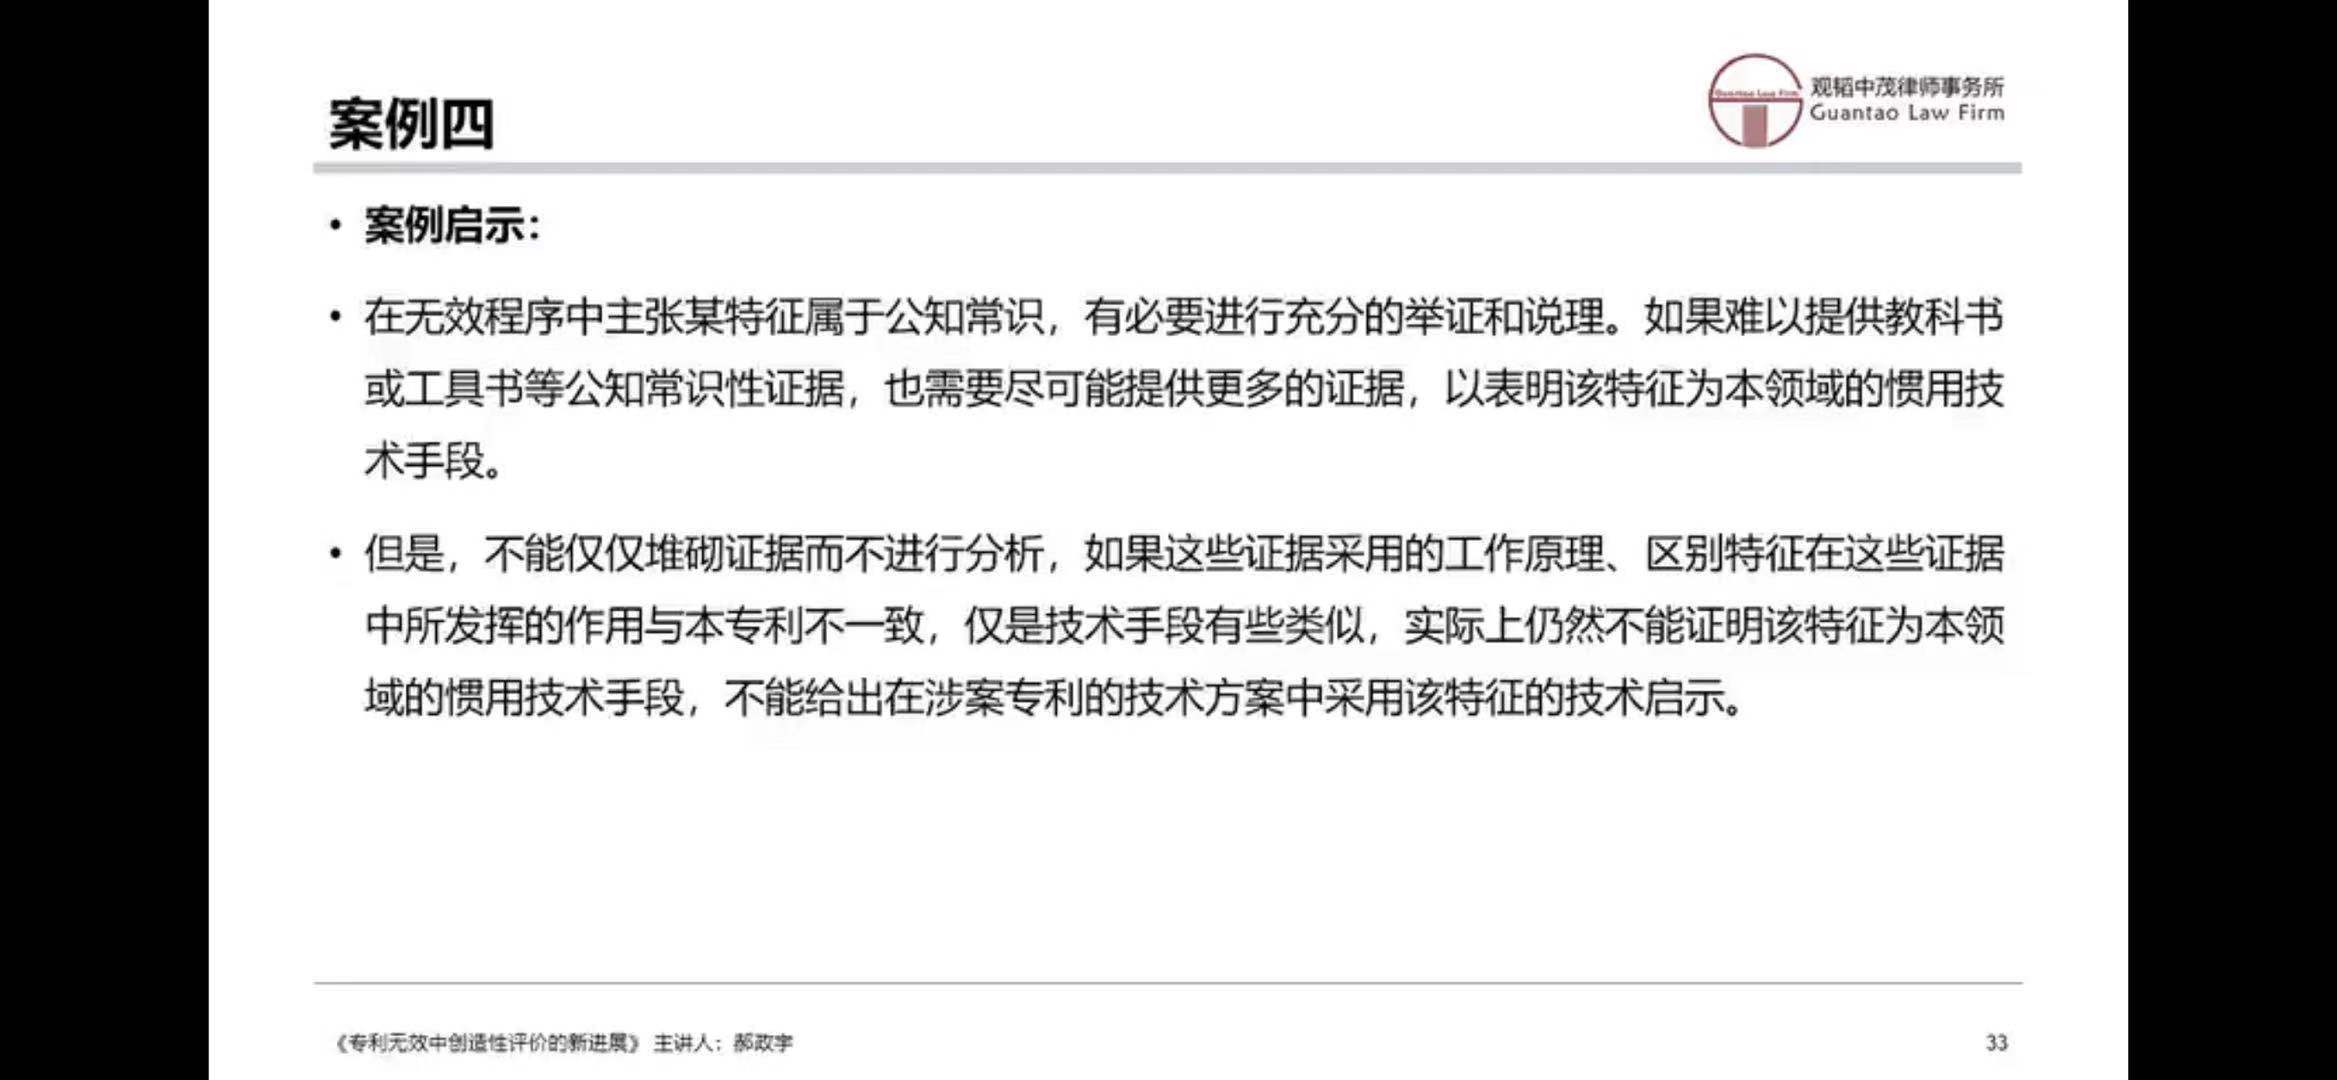 案例四
Guantao Law Firm
观韬中茂律师事务所
Guantao Law Firm
• 案例启示：
• 在无效程序中主张某特征属于公知常识，有必要进行充分的举证和说理。如果难以提供教科书
或工具书等公知常识性证据，也需要尽可能提供更多的证据，以表明该特征为本领域的惯用技
术手段。
• 但是，不能仅仅堆砌证据而不进行分析，如果这些证据采用的工作原理、区别特征在这些证据
中所发挥的作用与本专利不一致，仅是技术手段有些类似，实际上仍然不能证明该特征为本领
域的惯用技术手段，不能给出在涉案专利的技术方案中采用该特征的技术启示。
《专利无效中创造性评价的新进展》 主讲人：郝政宇
33